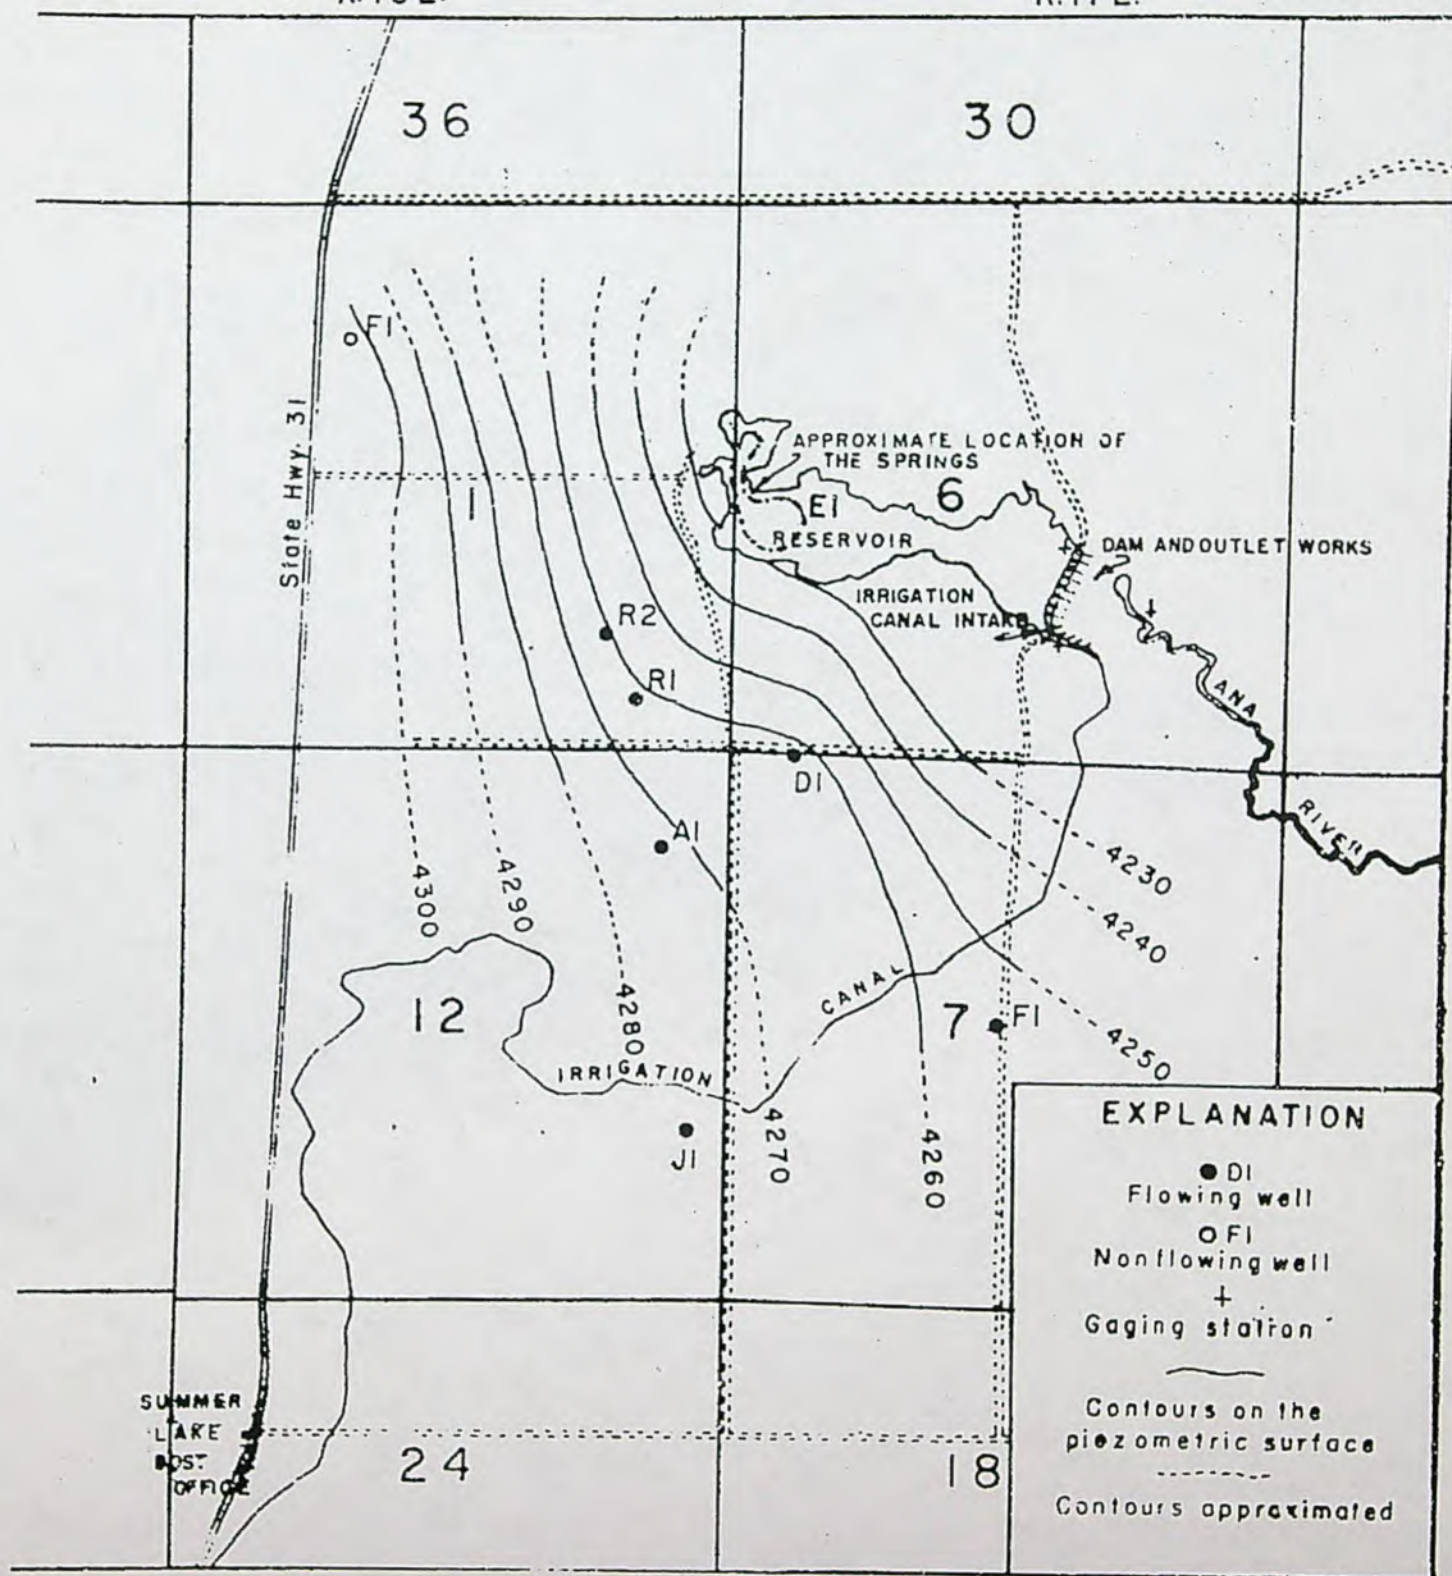 36
30
F1
State Hwy. 31
APPROXIMATE LOCATION OF
THE SPRINGS
1
6
E1
RESERVOIR
DAM AND OUTLET WORKS
IRRIGATION
CANAL INTAKE
R2
R1
ANA
RIVER
D1
A1
4300
4290
4280
4270
4260
4250
4240
4230
12
CANAL
7
F1
IRRIGATION
J1
EXPLANATION
D1
Flowing well
F1
Nonflowing well
+
Gaging station
Contours on the
piezometric surface
Contours approximated
SUMMER
LAKE
POST
OFFICE
24
18